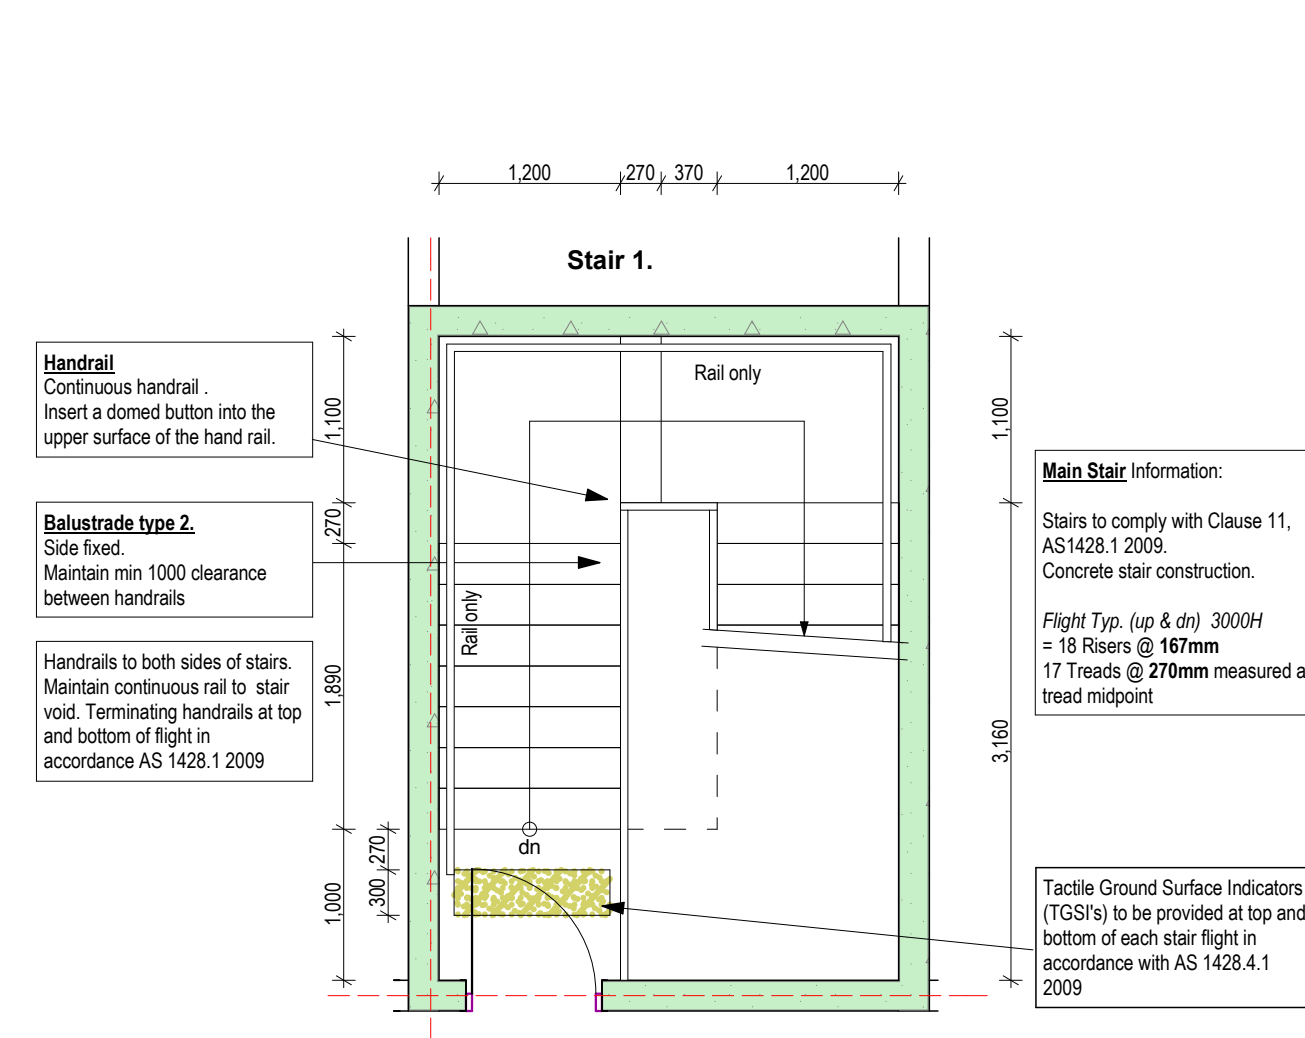 1,200
270
370
1,200
Stair 1.
Handrail
Continuous handrail .
Insert a domed button into the
upper surface of the hand rail.
1,100
Rail only
1,100
Balustrade type 2.
Side fixed.
Maintain min 1000 clearance
between handrails
270
Main Stair Information:
Stairs to comply with Clause 11,
AS1428.1 2009.
Concrete stair construction.
Flight Typ. (up & dn) 3000H
= 18 Risers @ 167mm
17 Treads @ 270mm measured a
tread midpoint
Rail only
Handrails to both sides of stairs.
Maintain continuous rail to stair
void. Terminating handrails at top
and bottom of flight in
accordance AS 1428.1 2009
1,890
3,160
dn
270
300
1,000
Tactile Ground Surface Indicators
(TGSI's) to be provided at top and
bottom of each stair flight in
accordance with AS 1428.4.1
2009